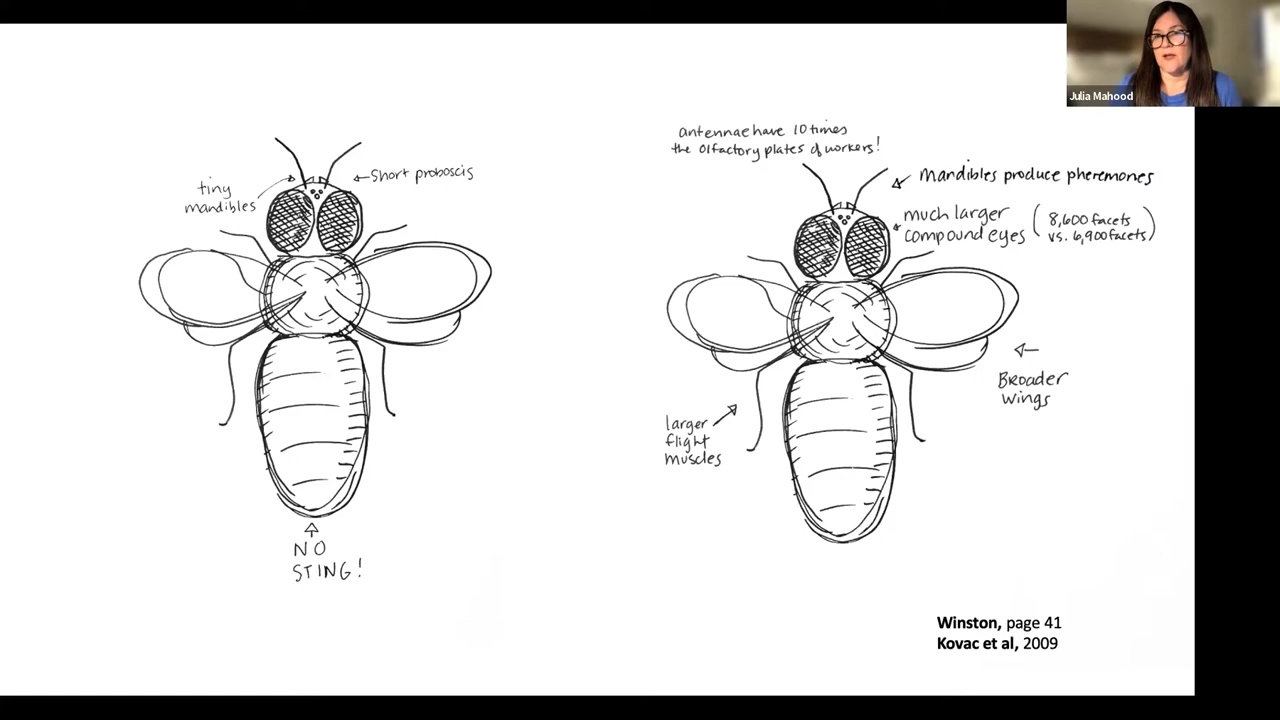 Julia Mahood
tiny
mandibles
short proboscis
NO
STING!
antennae have 10 times
the olfactory plates of workers!
mandibles produce pheremones
much larger
compound eyes
(8,600 facets
vs. 6,900 facets)
Broader
wings
larger
flight
muscles
Winston, page 41
Kovac et al, 2009